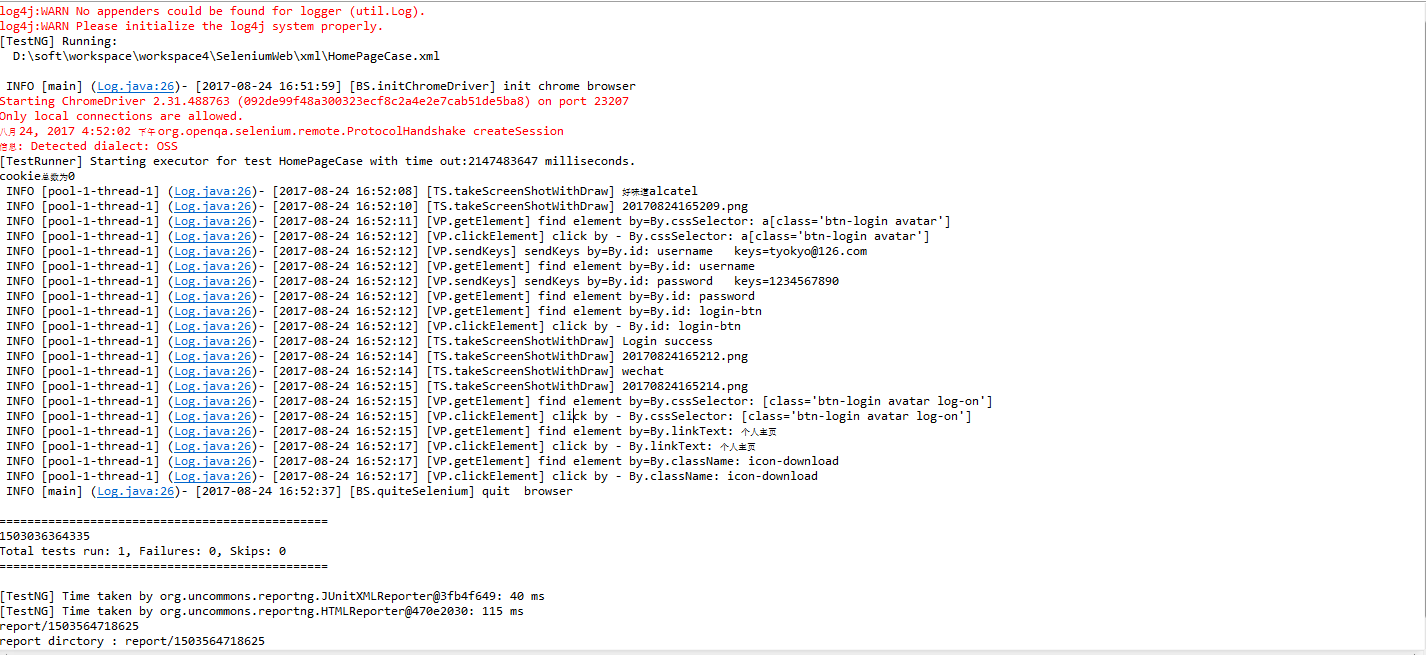 log4j:WARN No appenders could be found for logger (util.Log).
log4j:WARN Please initialize the log4j system properly.
[TestNG] Running:
  D:\soft\workspace\workspace4\SeleniumWeb\xml\HomePageCase.xml
 INFO [main] (Log.java:26)- [2017-08-24 16:51:59] [BS.initChromeDriver] init chrome browser
Starting ChromeDriver 2.31.488763 (092de99f48a300323ecf8c2a4e2e7cab51de5ba8) on port 23207
Only local connections are allowed.
八月 24, 2017 4:52:02 下午 org.openqa.selenium.remote.ProtocolHandshake createSession
信息: Detected dialect: OSS
[TestRunner] Starting executor for test HomePageCase with time out:2147483647 milliseconds.
cookie总数为0
 INFO [pool-1-thread-1] (Log.java:26)- [2017-08-24 16:52:08] [TS.takeScreenShotWithDraw] 好味道alcatel
 INFO [pool-1-thread-1] (Log.java:26)- [2017-08-24 16:52:10] [TS.takeScreenShotWithDraw] 20170824165209.png
 INFO [pool-1-thread-1] (Log.java:26)- [2017-08-24 16:52:11] [VP.getElement] find element by=By.cssSelector: a[class='btn-login avatar']
 INFO [pool-1-thread-1] (Log.java:26)- [2017-08-24 16:52:12] [VP.clickElement] click by - By.cssSelector: a[class='btn-login avatar']
 INFO [pool-1-thread-1] (Log.java:26)- [2017-08-24 16:52:12] [VP.sendKeys] sendKeys by=By.id: username   keys=tyokyo@126.com
 INFO [pool-1-thread-1] (Log.java:26)- [2017-08-24 16:52:12] [VP.getElement] find element by=By.id: username
 INFO [pool-1-thread-1] (Log.java:26)- [2017-08-24 16:52:12] [VP.sendKeys] sendKeys by=By.id: password   keys=1234567890
 INFO [pool-1-thread-1] (Log.java:26)- [2017-08-24 16:52:12] [VP.getElement] find element by=By.id: password
 INFO [pool-1-thread-1] (Log.java:26)- [2017-08-24 16:52:12] [VP.getElement] find element by=By.id: login-btn
 INFO [pool-1-thread-1] (Log.java:26)- [2017-08-24 16:52:12] [VP.clickElement] click by - By.id: login-btn
 INFO [pool-1-thread-1] (Log.java:26)- [2017-08-24 16:52:12] [TS.takeScreenShotWithDraw] Login success
 INFO [pool-1-thread-1] (Log.java:26)- [2017-08-24 16:52:14] [TS.takeScreenShotWithDraw] 20170824165212.png
 INFO [pool-1-thread-1] (Log.java:26)- [2017-08-24 16:52:14] [TS.takeScreenShotWithDraw] wechat
 INFO [pool-1-thread-1] (Log.java:26)- [2017-08-24 16:52:15] [TS.takeScreenShotWithDraw] 20170824165214.png
 INFO [pool-1-thread-1] (Log.java:26)- [2017-08-24 16:52:15] [VP.getElement] find element by=By.cssSelector: [class='btn-login avatar log-on']
 INFO [pool-1-thread-1] (Log.java:26)- [2017-08-24 16:52:15] [VP.clickElement] click by - By.cssSelector: [class='btn-login avatar log-on']
 INFO [pool-1-thread-1] (Log.java:26)- [2017-08-24 16:52:15] [VP.getElement] find element by=By.linkText: 个人主页
 INFO [pool-1-thread-1] (Log.java:26)- [2017-08-24 16:52:17] [VP.clickElement] click by - By.linkText: 个人主页
 INFO [pool-1-thread-1] (Log.java:26)- [2017-08-24 16:52:17] [VP.getElement] find element by=By.className: icon-download
 INFO [pool-1-thread-1] (Log.java:26)- [2017-08-24 16:52:17] [VP.clickElement] click by - By.className: icon-download
 INFO [main] (Log.java:26)- [2017-08-24 16:52:37] [BS.quiteSelenium] quit  browser
===============================================
1503036364335
Total tests run: 1, Failures: 0, Skips: 0
===============================================
[TestNG] Time taken by org.uncommons.reportng.JUnitXMLReporter@3fb4f649: 40 ms
[TestNG] Time taken by org.uncommons.reportng.HTMLReporter@470e2030: 115 ms
report/1503564718625
report dirctory : report/1503564718625